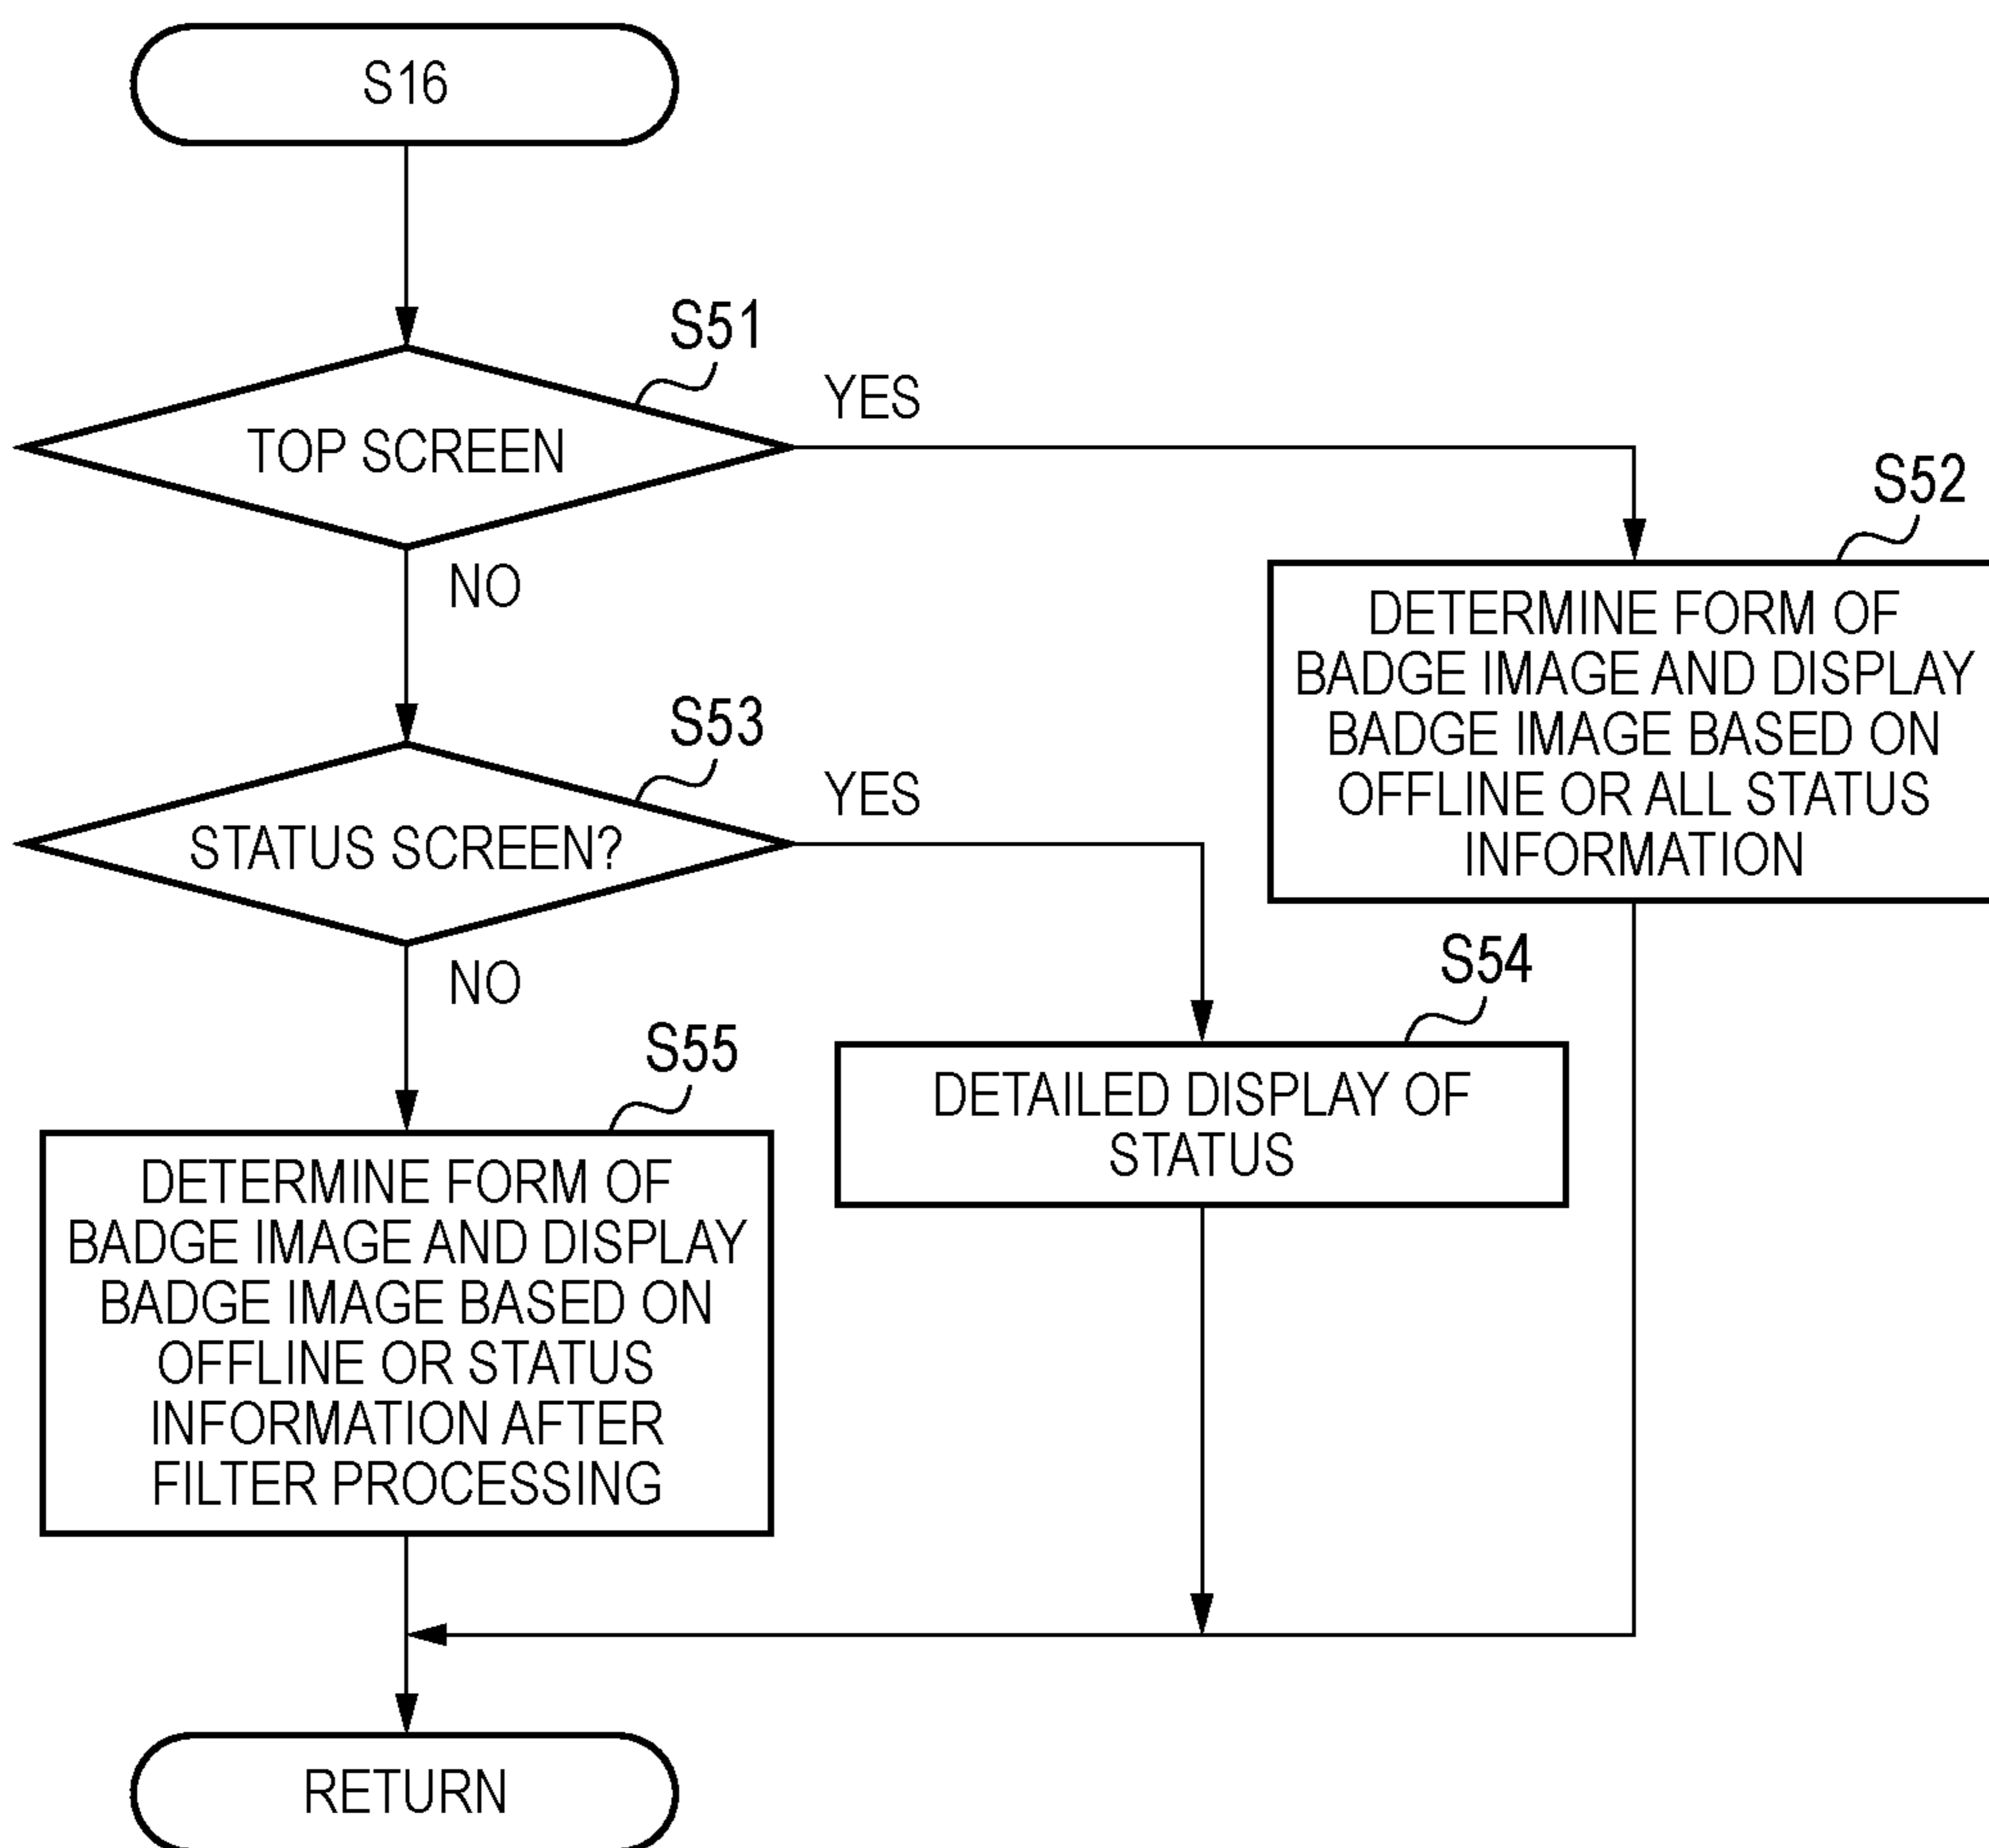 S16
S51
TOP SCREEN
YES
NO
S52
DETERMINE FORM OF
BADGE IMAGE AND DISPLAY
BADGE IMAGE BASED ON
OFFLINE OR ALL STATUS
INFORMATION
S53
STATUS SCREEN?
YES
NO
S54
DETAILED DISPLAY OF
STATUS
S55
DETERMINE FORM OF
BADGE IMAGE AND DISPLAY
BADGE IMAGE BASED ON
OFFLINE OR STATUS
INFORMATION AFTER
FILTER PROCESSING
RETURN